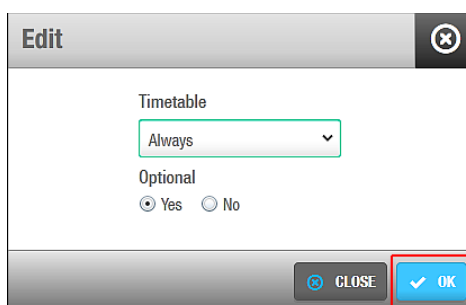 Edit
Timetable
Always
Optional
Yes No
CLOSE OK